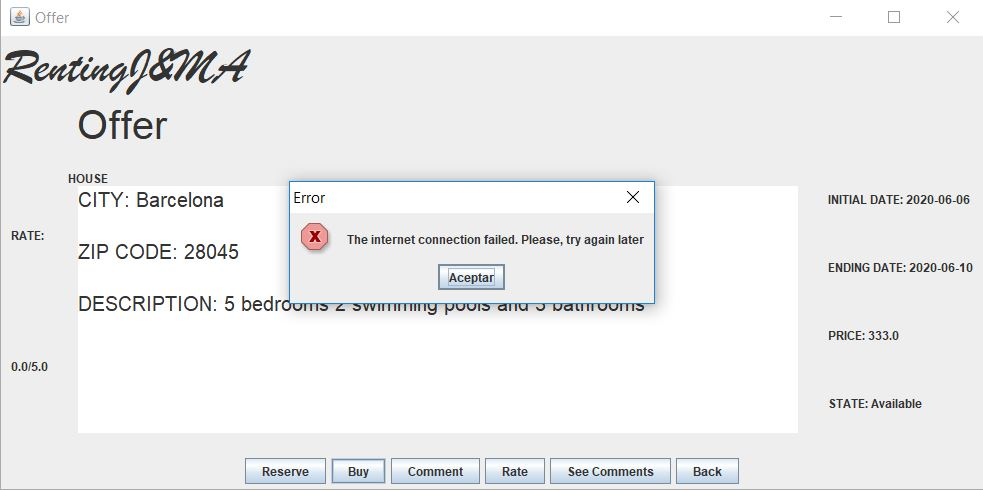 Offer
RentingJ&MA
Offer
HOUSE
CITY: Barcelona
ZIP CODE: 28045
DESCRIPTION: 5 bedrooms 2 swimming pools and 3 bathrooms
RATE:
0.0/5.0
Error
The internet connection failed. Please, try again later
Aceptar
INITIAL DATE: 2020-06-06
ENDING DATE: 2020-06-10
PRICE: 333.0
STATE: Available
Reserve
Buy
Comment
Rate
See Comments
Back